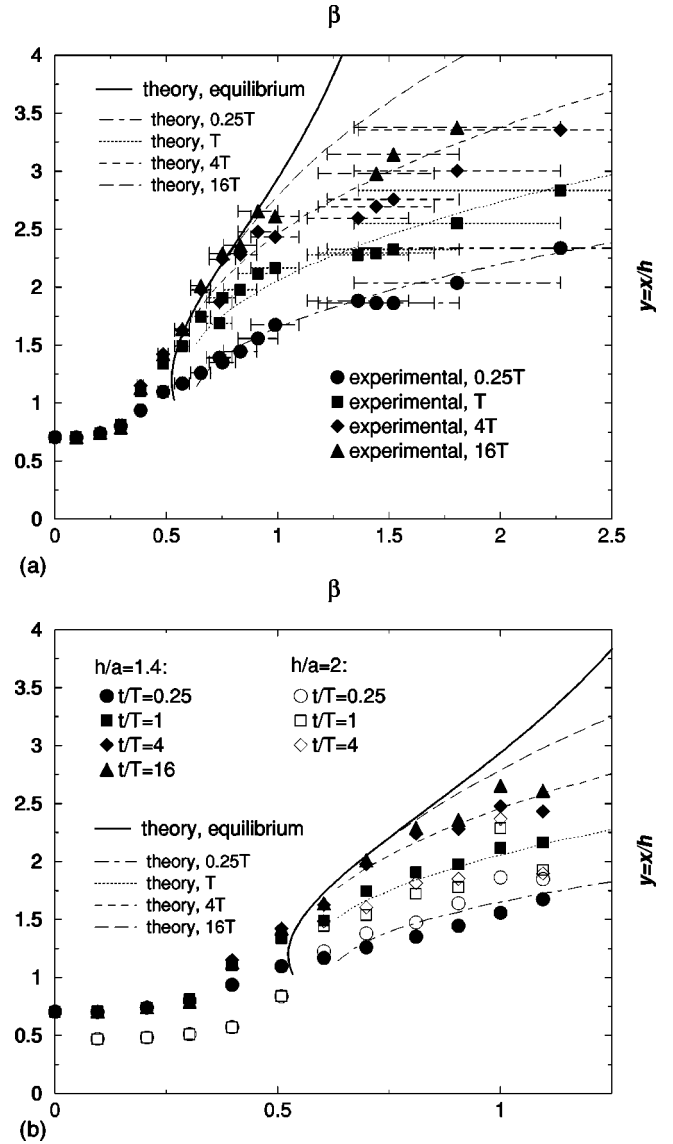 β
4
3.5
3
2.5
2
1.5
1
0.5
0
theory, equilibrium
theory, 0.25T
theory, T
theory, 4T
theory, 16T
experimental, 0.25T
experimental, T
experimental, 4T
experimental, 16T
y=x/h
0 0.5 1 1.5 2 2.5
(a)
β
4
3.5
3
2.5
2
1.5
1
0.5
0
h/a=1.4:
t/T=0.25
t/T=1
t/T=4
t/T=16
h/a=2:
t/T=0.25
t/T=1
t/T=4
theory, equilibrium
theory, 0.25T
theory, T
theory, 4T
theory, 16T
y=x/h
0 0.5 1
(b)